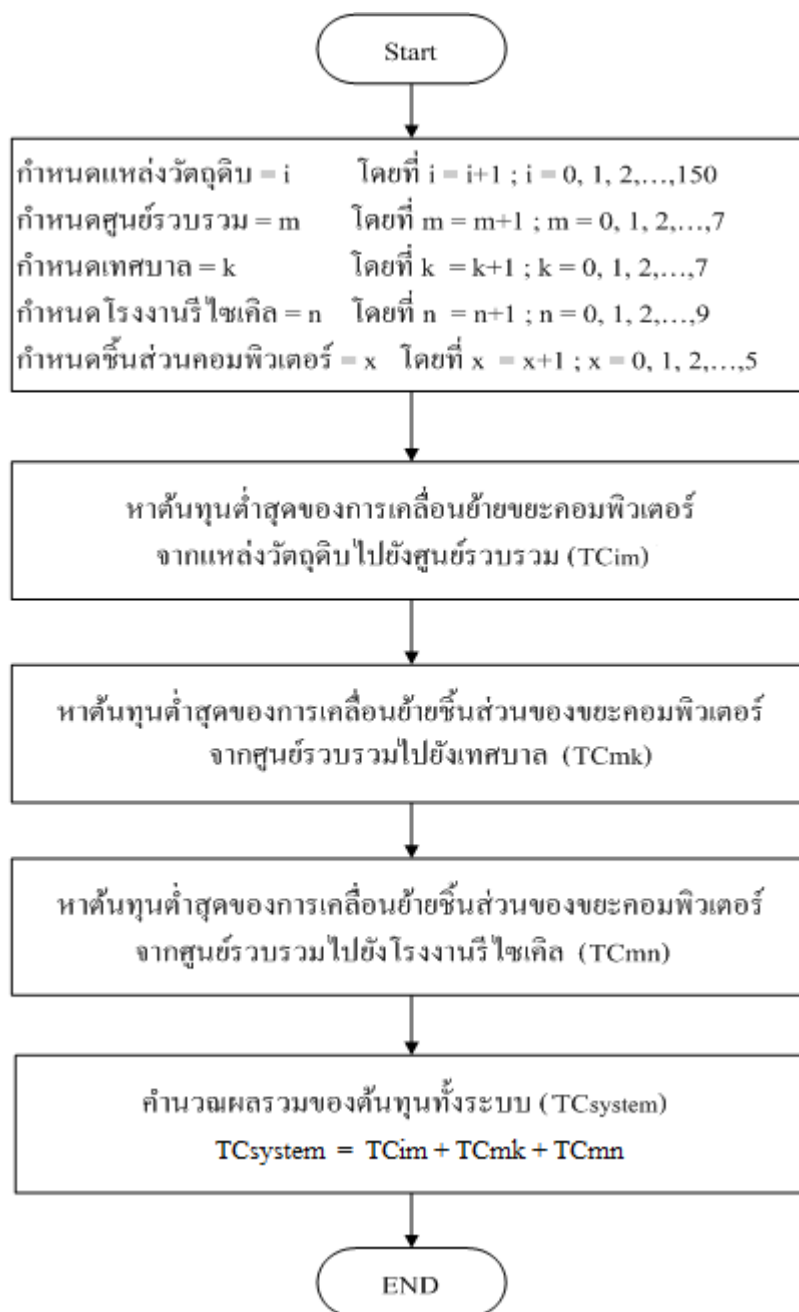 Start
กำหนดแหล่งวัตถุดิบ = i โดยที่ i = i+1 ; i = 0, 1, 2,...,150
กำหนดศูนย์รวบรวม = m โดยที่ m = m+1 ; m = 0, 1, 2,...,7
กำหนดเทศบาล = k โดยที่ k = k+1 ; k = 0, 1, 2,...,7
กำหนดโรงงานรีไซเคิล = n โดยที่ n = n+1 ; n = 0, 1, 2,...,9
กำหนดชิ้นส่วนคอมพิวเตอร์ = x โดยที่ x = x+1 ; x = 0, 1, 2,...,5
หาต้นทุนต่ำสุดของการเคลื่อนย้ายขยะคอมพิวเตอร์
จากแหล่งวัตถุดิบไปยังศูนย์รวบรวม (TCim)
หาต้นทุนต่ำสุดของการเคลื่อนย้ายชิ้นส่วนของขยะคอมพิวเตอร์
จากศูนย์รวบรวมไปยังเทศบาล (TCmk)
หาต้นทุนต่ำสุดของการเคลื่อนย้ายชิ้นส่วนของขยะคอมพิวเตอร์
จากศูนย์รวบรวมไปยังโรงงานรีไซเคิล (TCmn)
คำนวณผลรวมของต้นทุนทั้งระบบ (TCsystem)
TCsystem = TCim + TCmk + TCmn
END